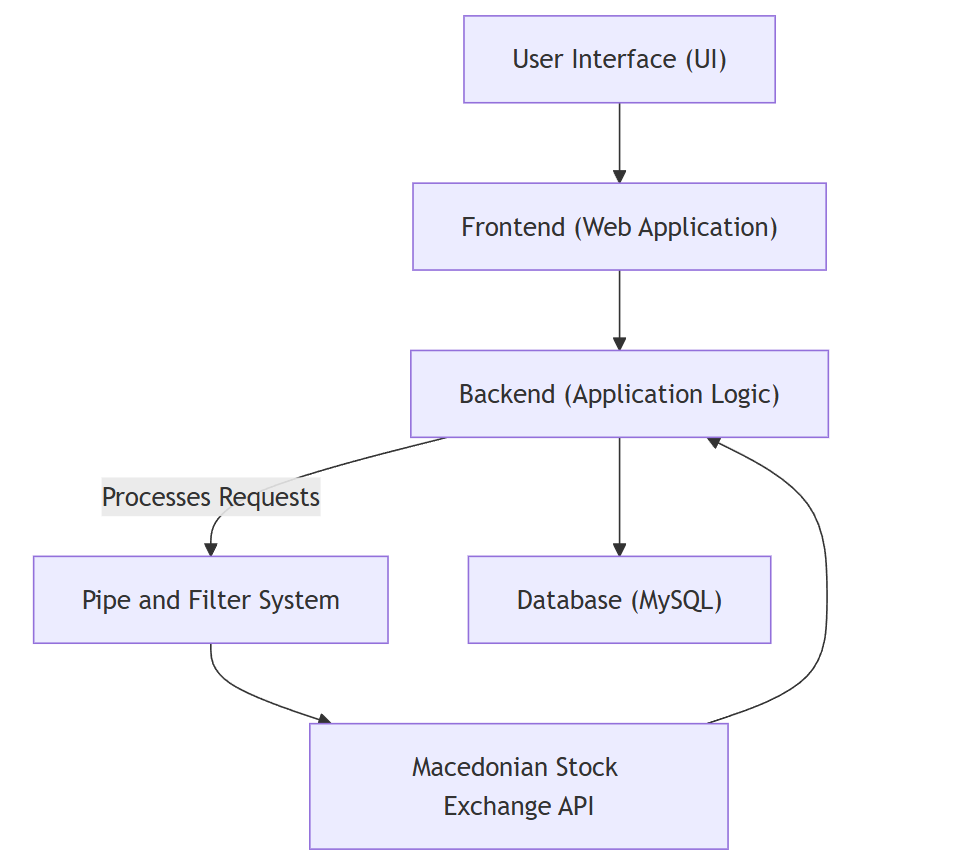 User Interface (UI)
Frontend (Web Application)
Backend (Application Logic)
Processes Requests
Pipe and Filter System
Database (MySQL)
Macedonian Stock
Exchange API